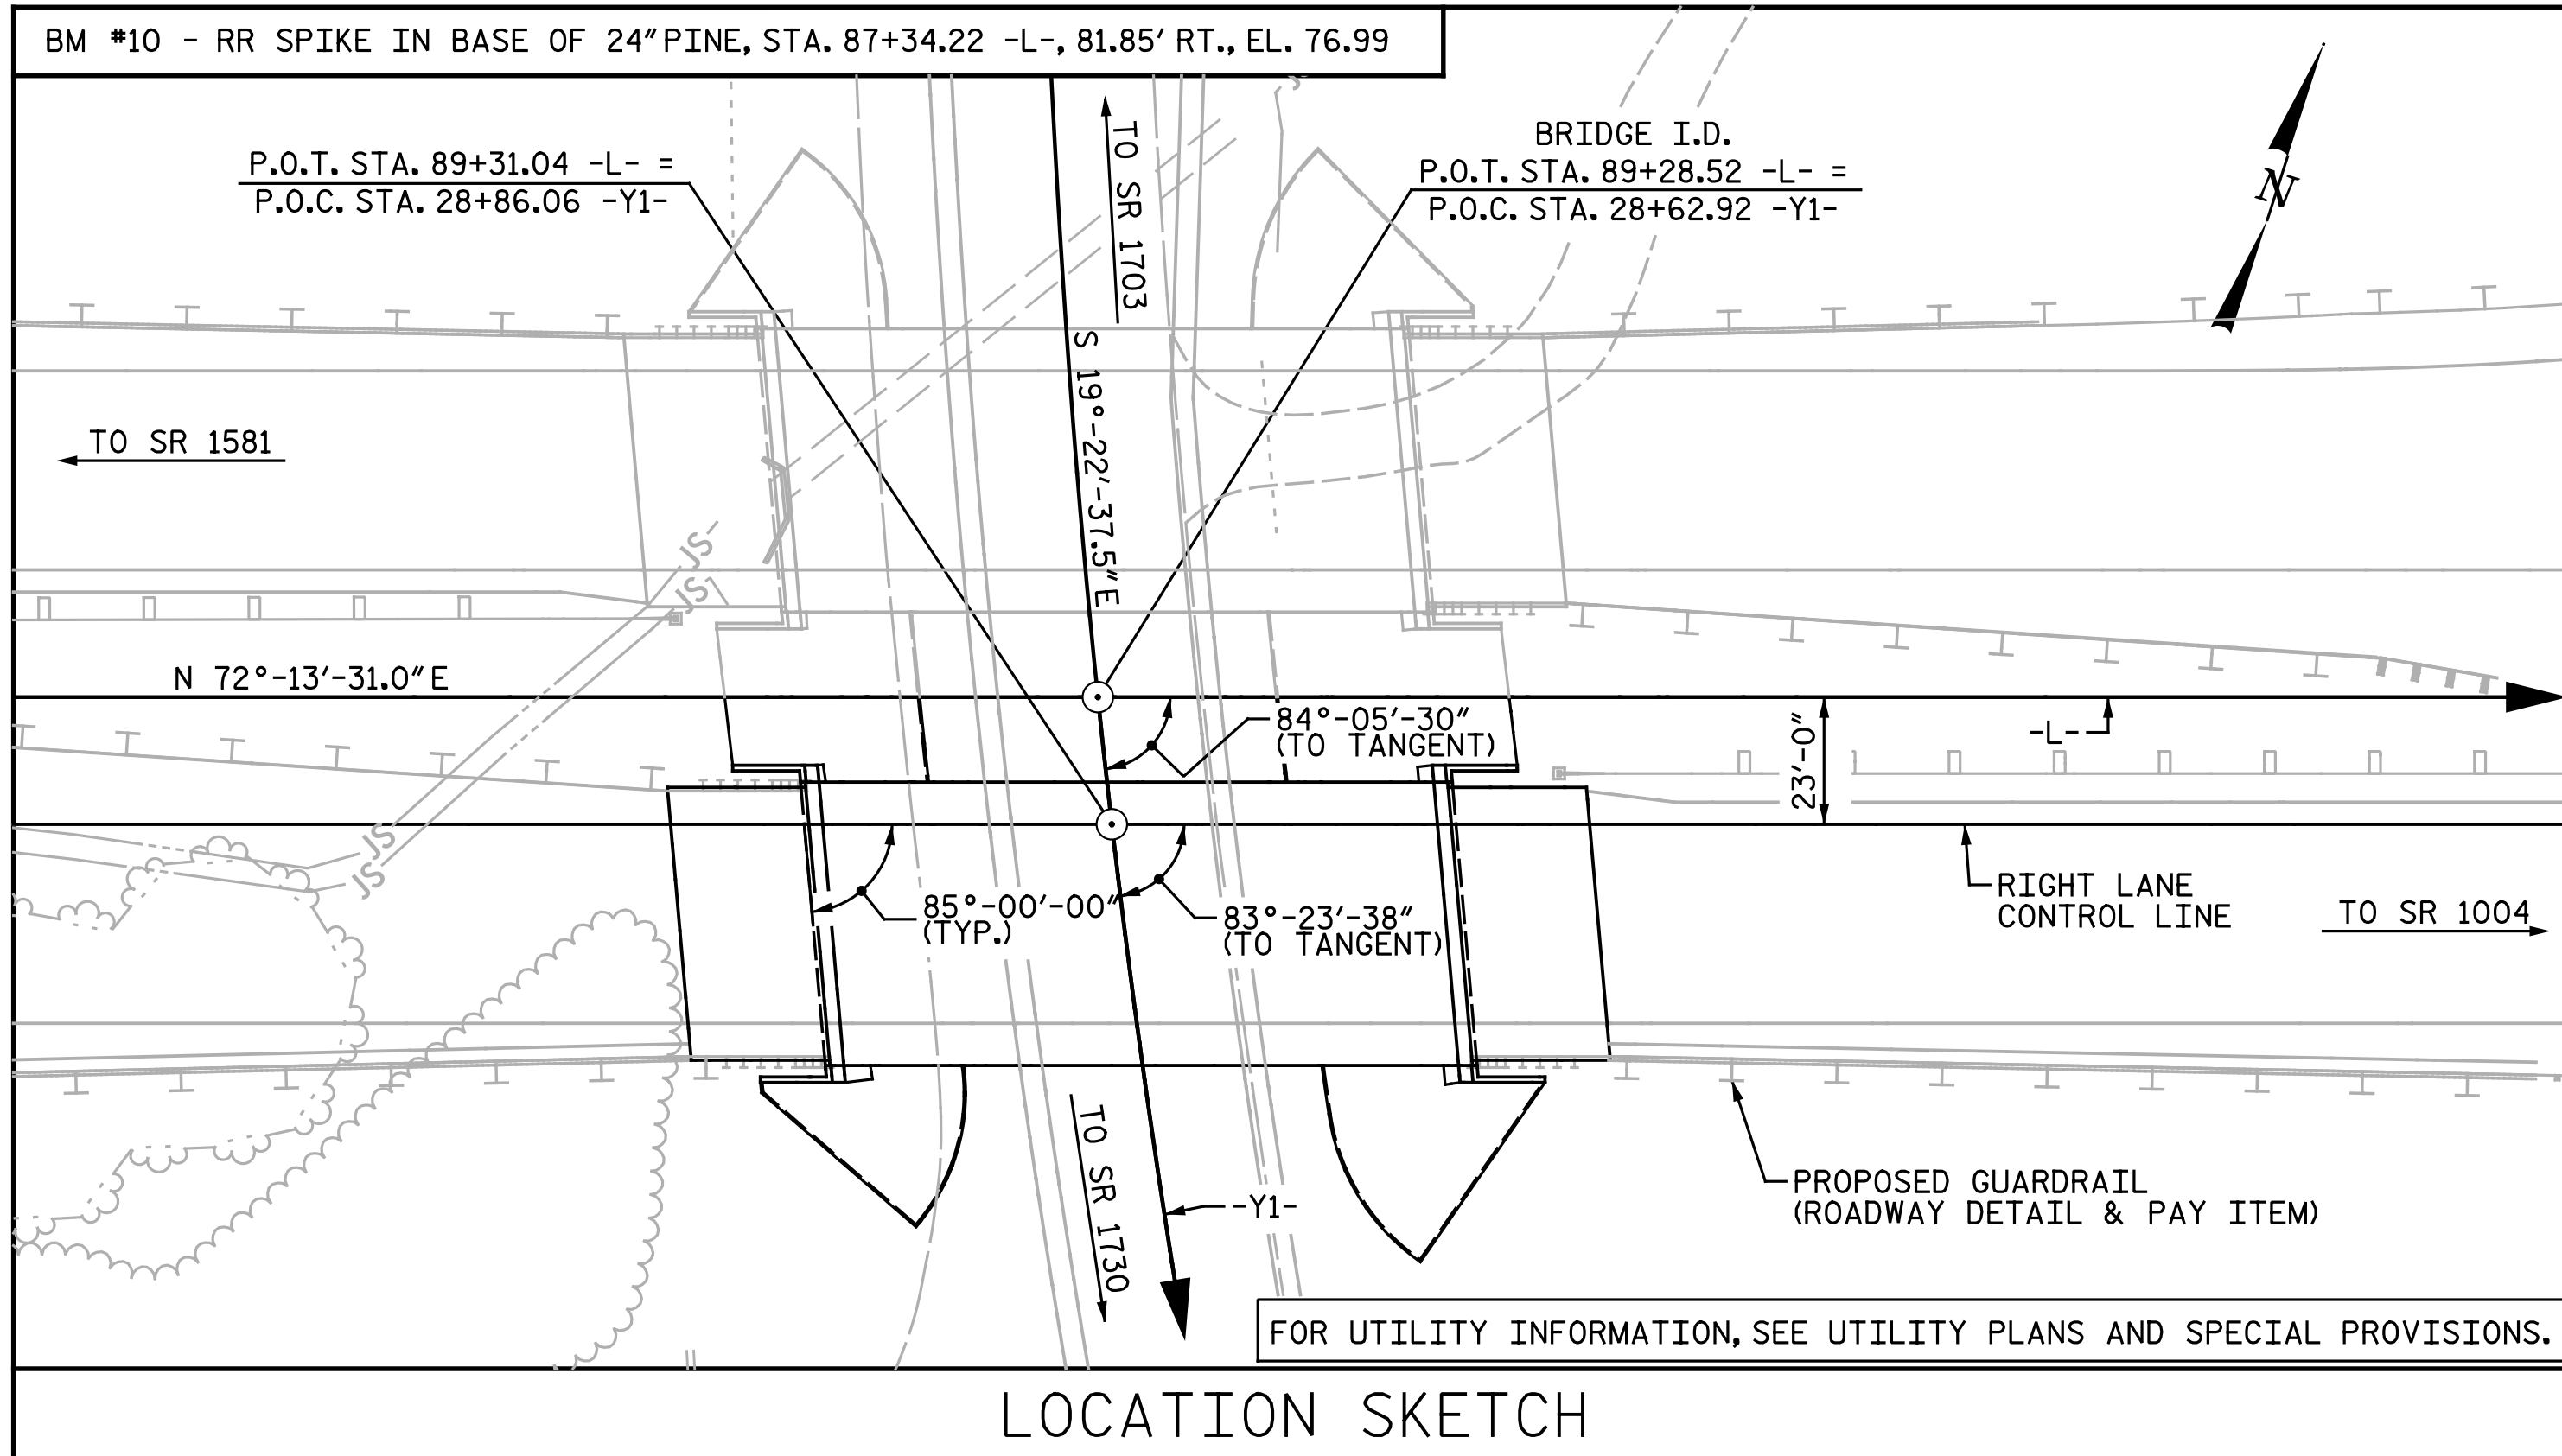 BM #10 - RR SPIKE IN BASE OF 24" PINE, STA. 87+34.22 -L-, 81.85' RT., EL. 76.99
P.O.T. STA. 89+31.04 -L- =
P.O.C. STA. 28+86.06 -Y1-
TO SR 1703
BRIDGE I.D.
P.O.T. STA. 89+28.52 -L- =
P.O.C. STA. 28+62.92 -Y1-
N
S 19°-22'-37.5" E
TO SR 1581
JS
JS
N 72°-13'-31.0" E
84°-05'-30"
(TO TANGENT)
-L-
23'-0"
JS
JS
85°-00'-00"
(TYP.)
83°-23'-38"
(TO TANGENT)
RIGHT LANE
CONTROL LINE
TO SR 1004
TO SR 1730
-Y1-
PROPOSED GUARDRAIL
(ROADWAY DETAIL & PAY ITEM)
FOR UTILITY INFORMATION, SEE UTILITY PLANS AND SPECIAL PROVISIONS.
LOCATION SKETCH